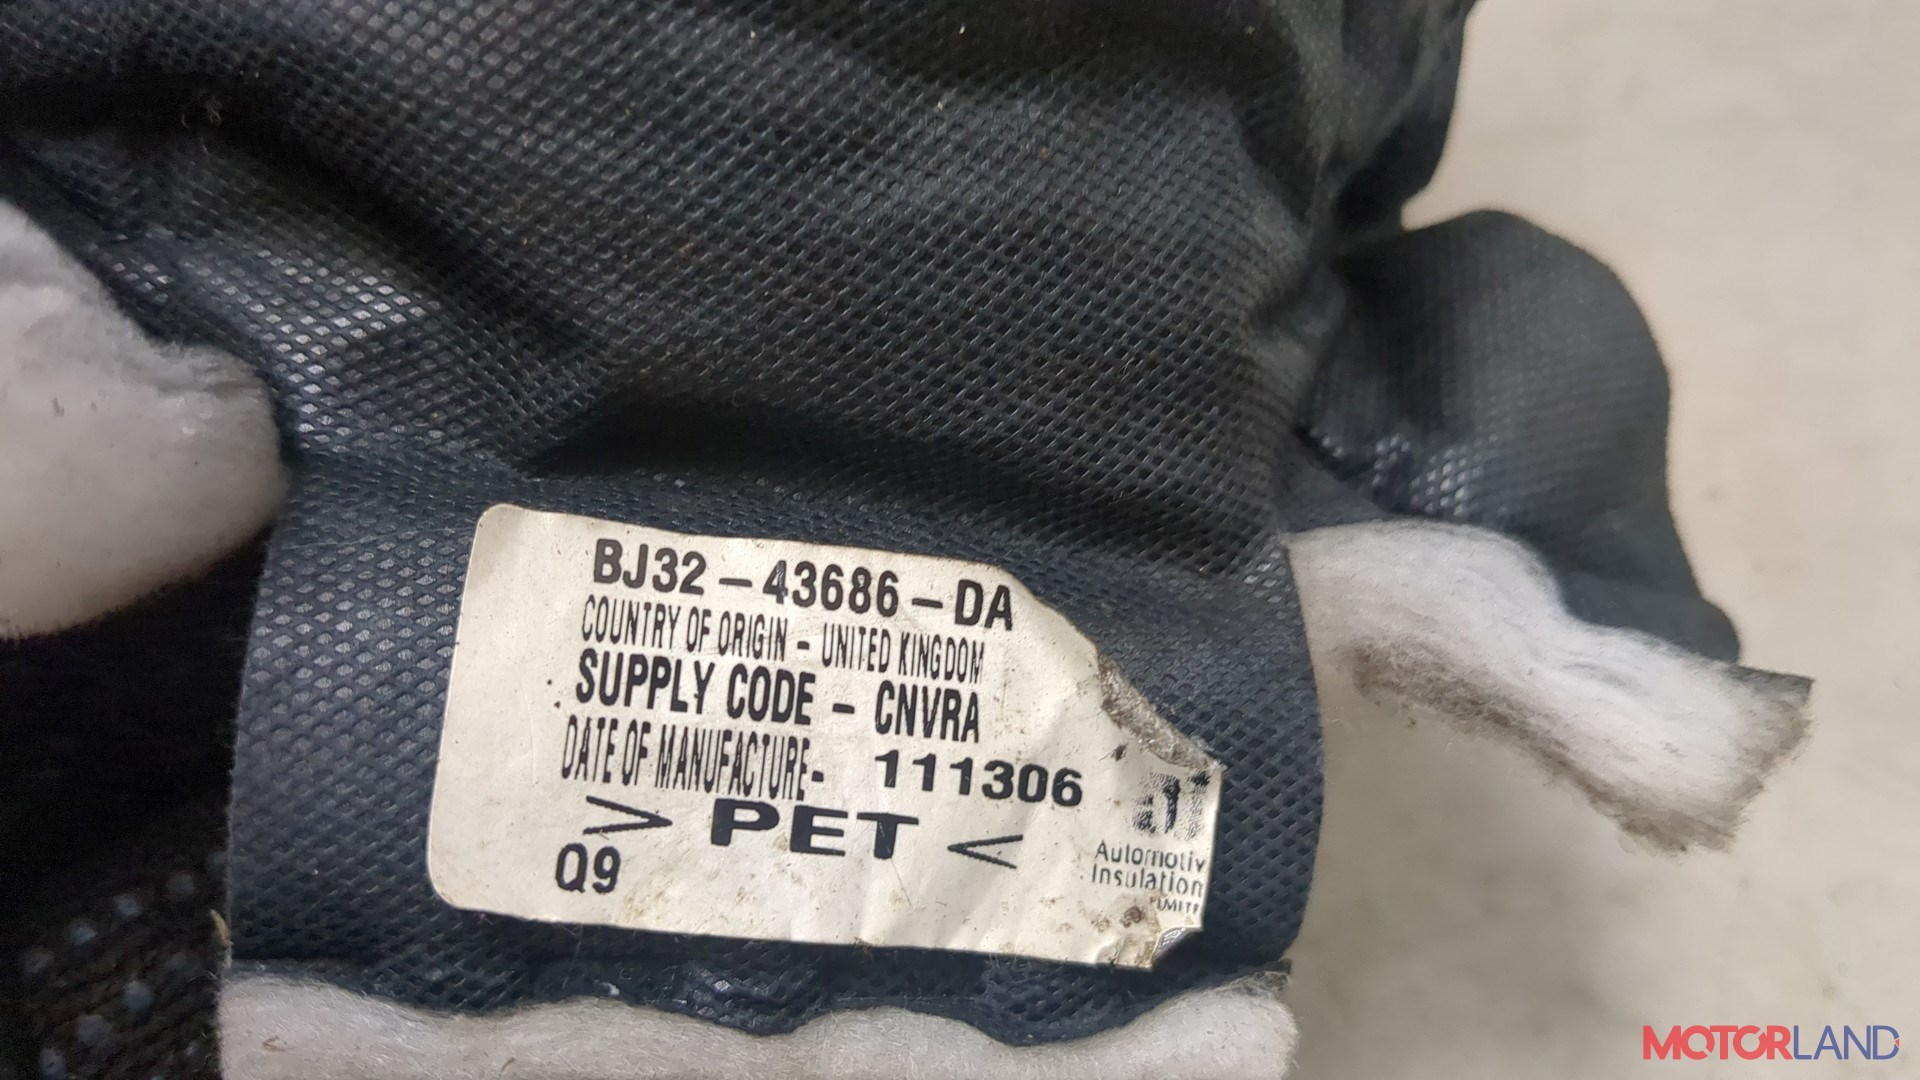 BJ32-43686-DA
COUNTRY OF ORIGIN - UNITED KINGDOM
SUPPLY CODE - CNVRA
DATE OF MANUFACTURE- 111306
> PET <
Q9
Automotiv
Insulation
MOTORLAND